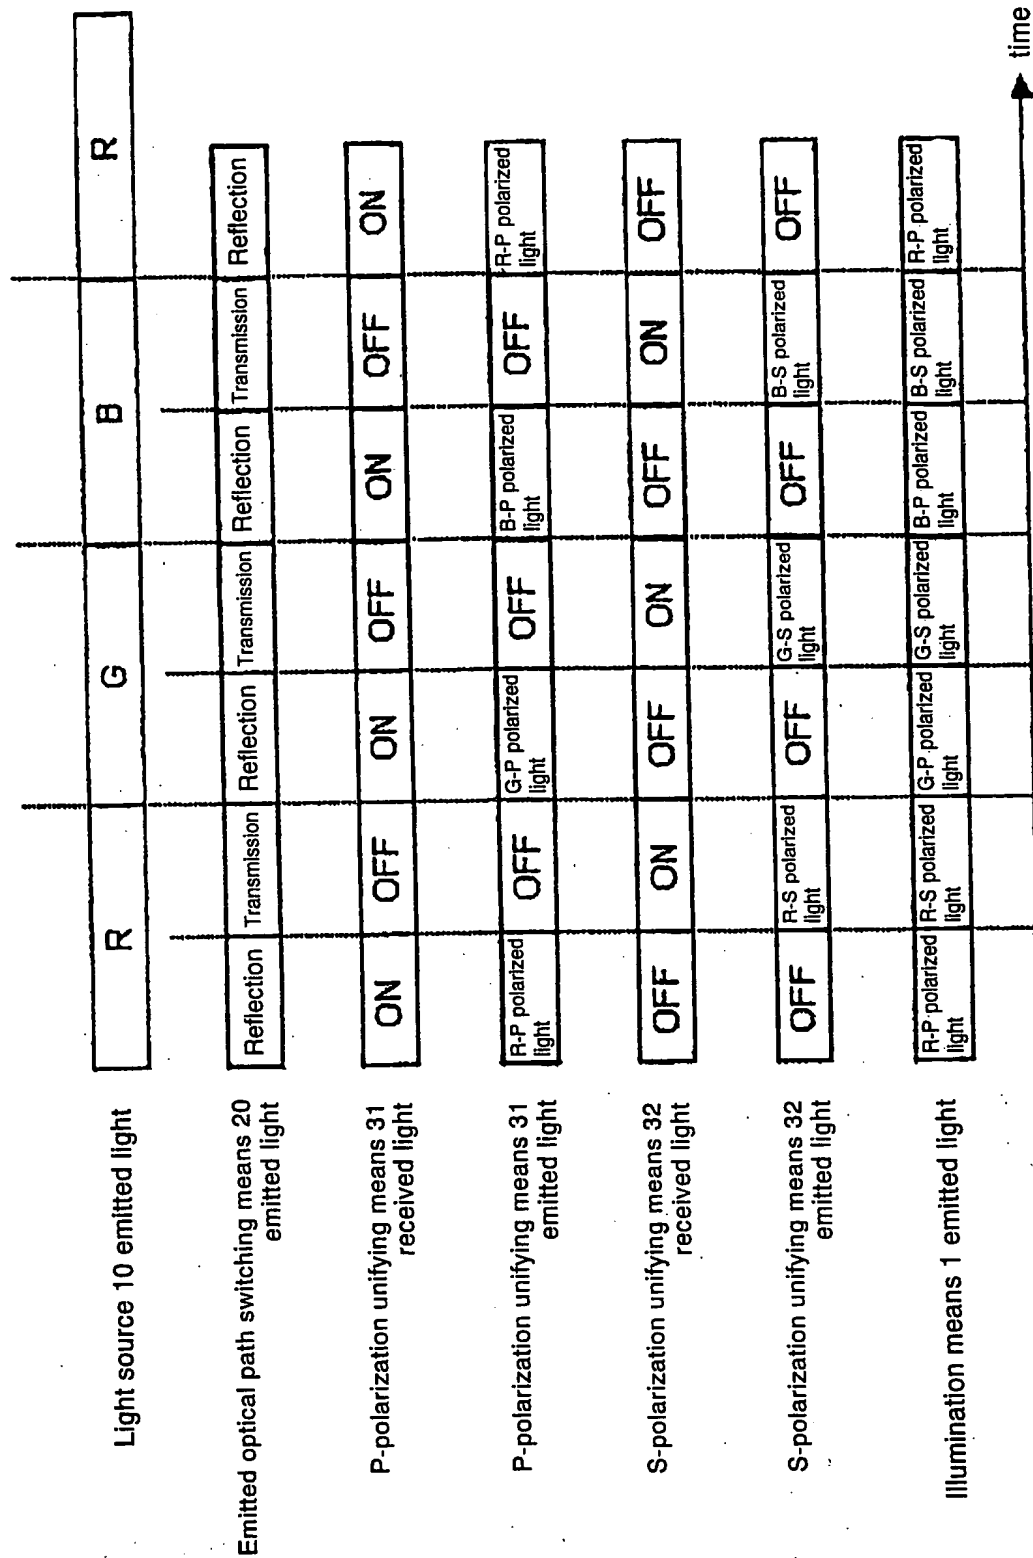 Light source 10 emitted light
R
G
B
R
Emitted optical path switching means 20
emitted light
Reflection
Transmission
Reflection
Transmission
Reflection
Transmission
Reflection
P-polarization unifying means 31
received light
ON
OFF
ON
OFF
ON
OFF
ON
P-polarization unifying means 31
emitted light
R-P polarized
light
OFF
G-P polarized
light
OFF
B-P polarized
light
OFF
R-P polarized
light
S-polarization unifying means 32
received light
OFF
ON
OFF
ON
OFF
ON
OFF
S-polarization unifying means 32
emitted light
OFF
R-S polarized
light
OFF
G-S polarized
light
OFF
B-S polarized
light
OFF
Illumination means 1 emitted light
R-P polarized
light
R-S polarized
light
G-P polarized
light
G-S polarized
light
B-P polarized
light
B-S polarized
light
R-P polarized
light
time